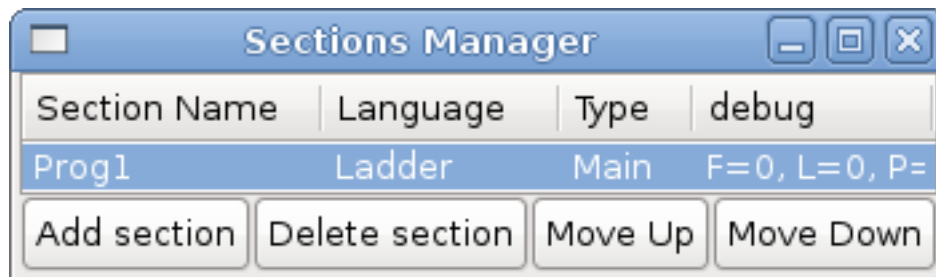 Sections Manager
Section Name Language Type debug
Prog1 Ladder Main F=0, L=0, P=
Add section Delete section Move Up Move Down